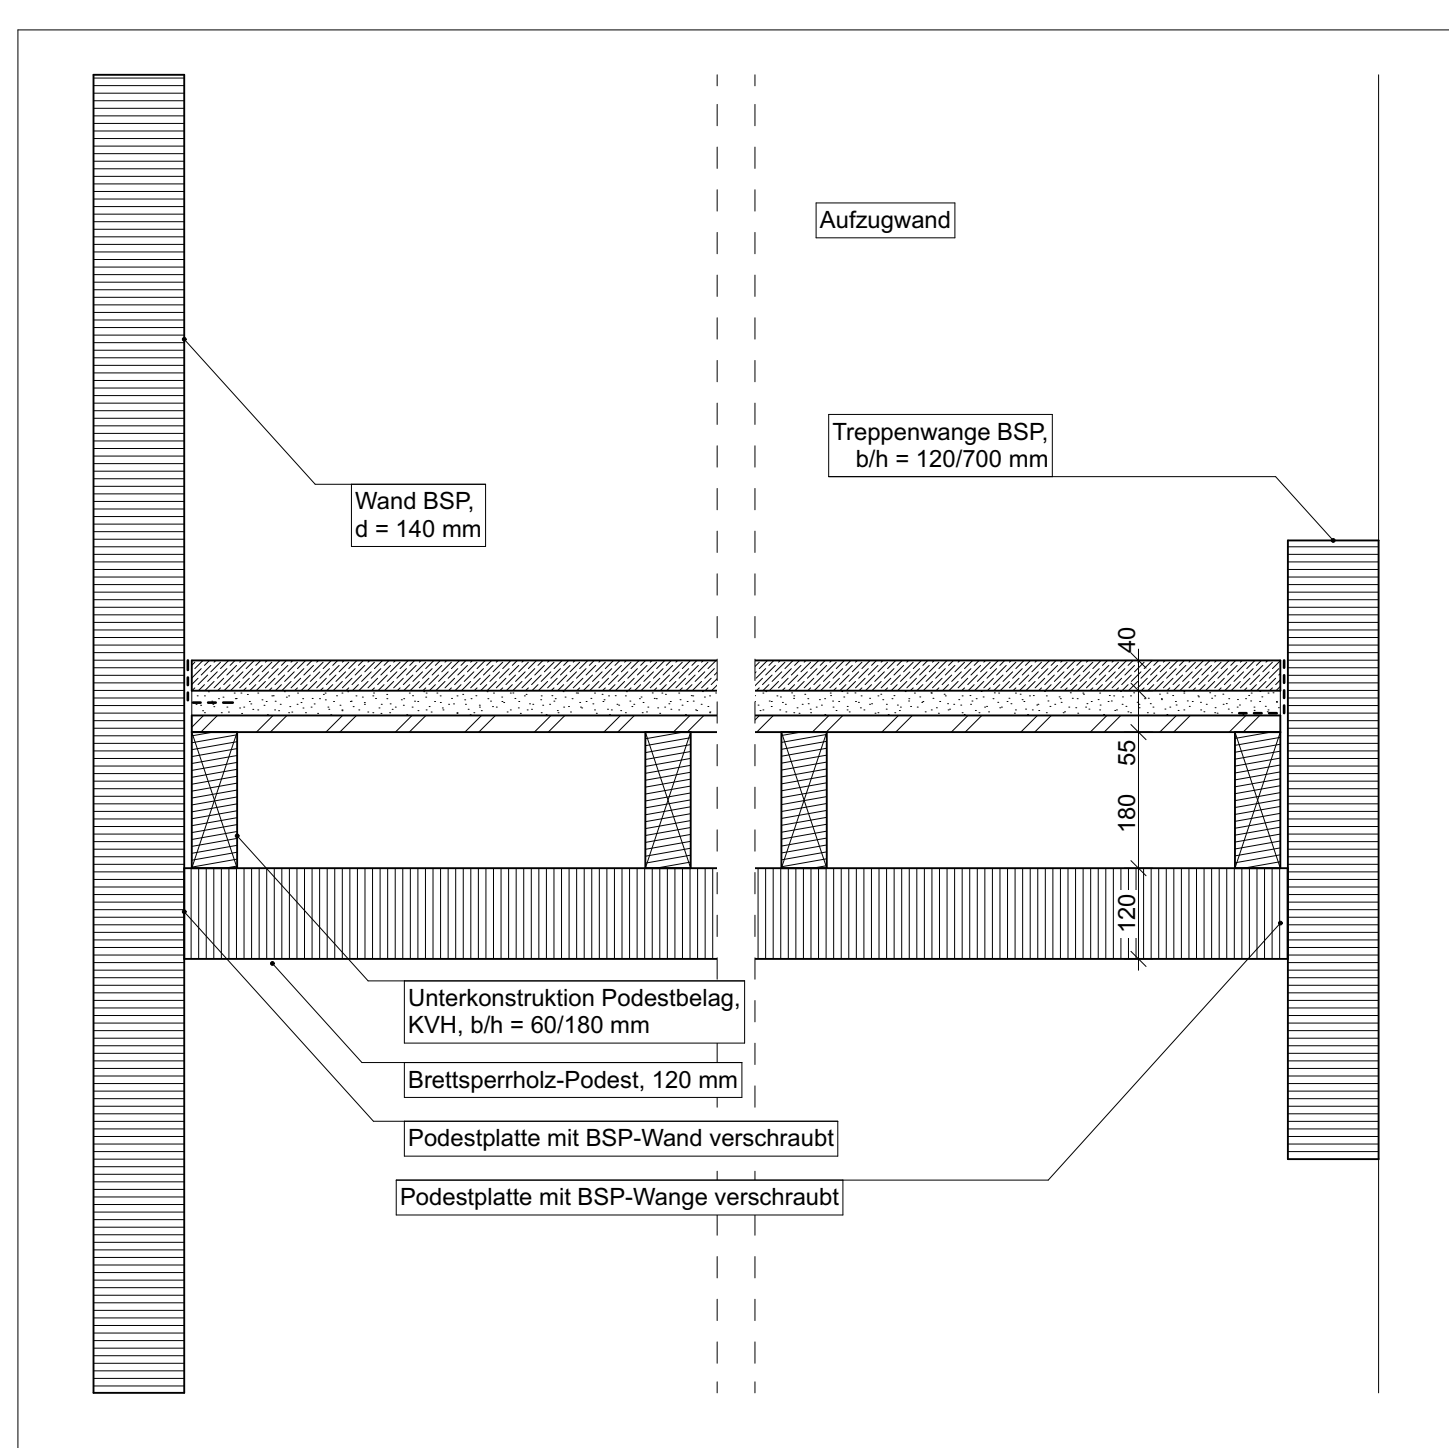 Aufzugwand
Treppenwange BSP,
b/h = 120/700 mm
Wand BSP,
d = 140 mm
40
55
180
120
Unterkonstruktion Podestbelag,
KVH, b/h = 60/180 mm
Brettsperrholz-Podest, 120 mm
Podestplatte mit BSP-Wand verschraubt
Podestplatte mit BSP-Wange verschraubt